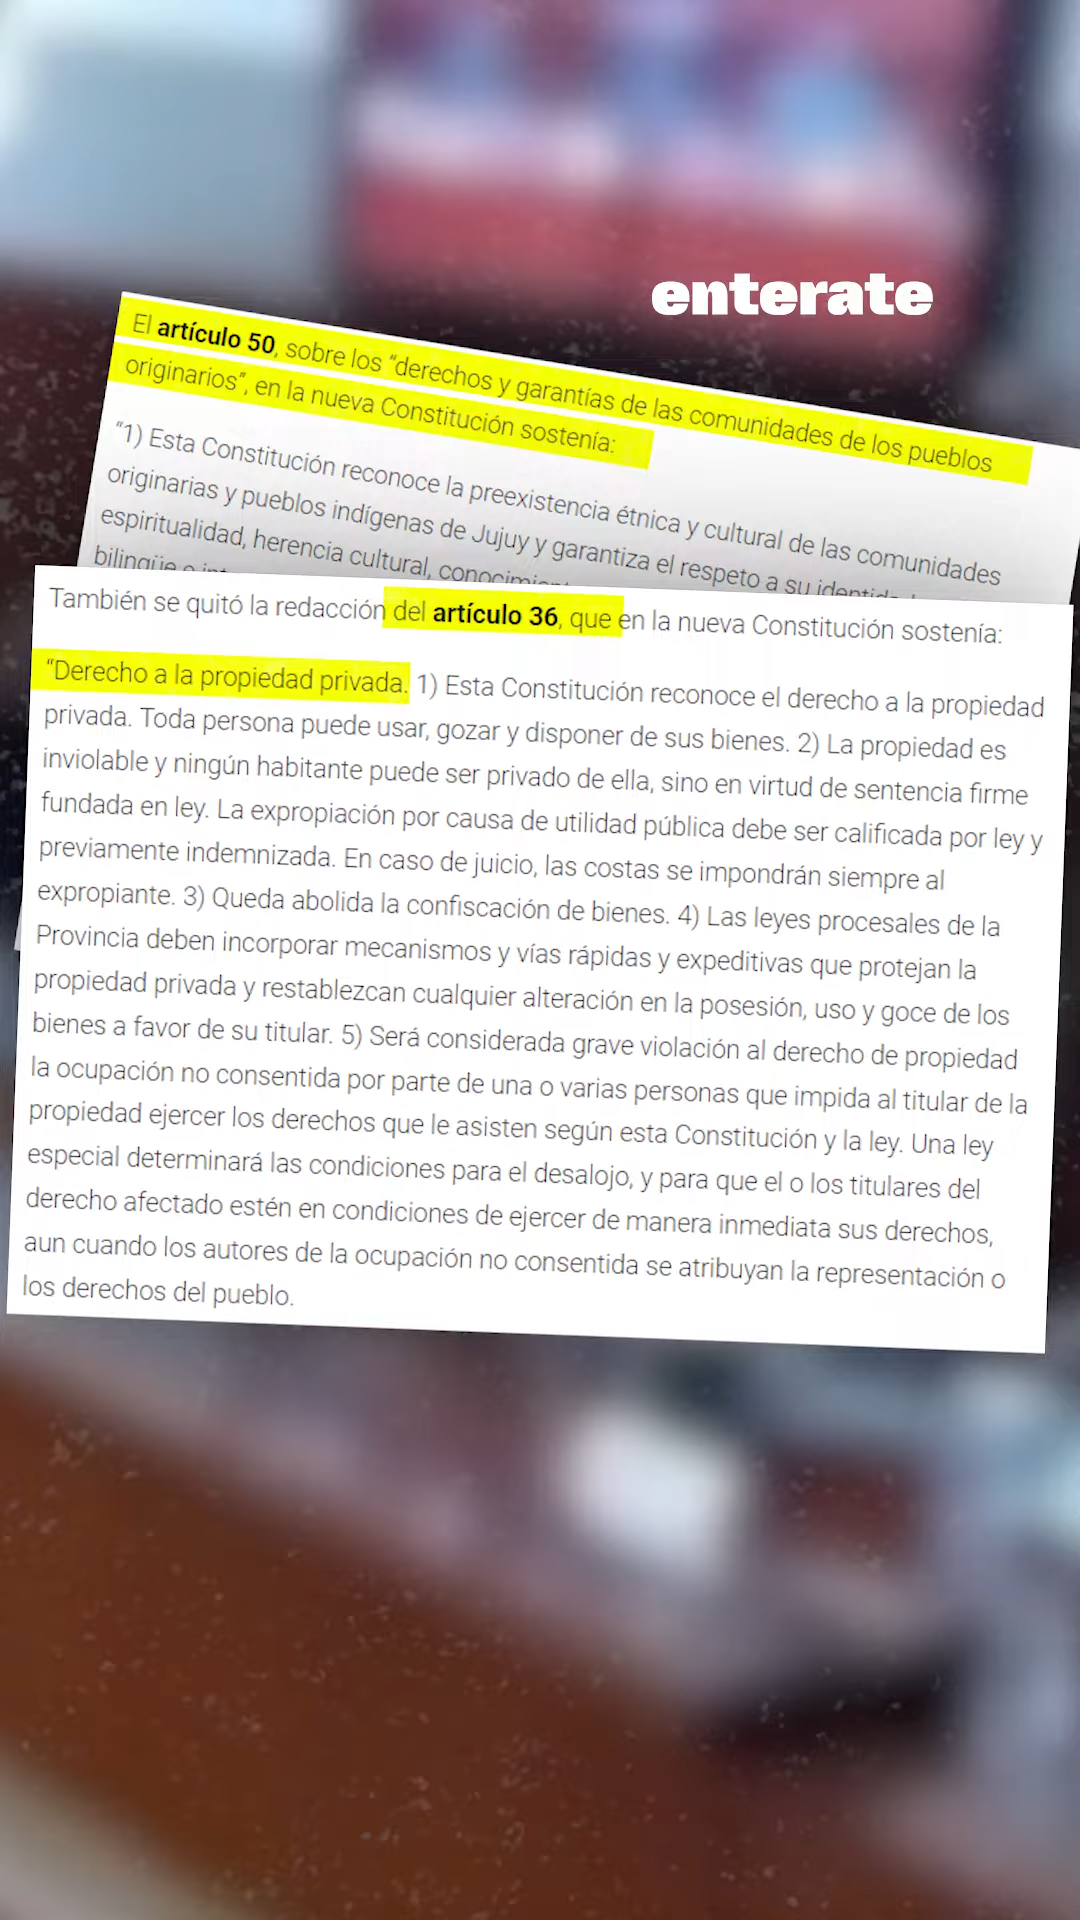 enterate
El artículo 50, sobre los “derechos y garantías de las comunidades de los pueblos
originarios”, en la nueva Constitución sostenía:
“1) Esta Constitución reconoce la preexistencia étnica y cultural de las comunidades
originarias y pueblos indígenas de Jujuy y garantiza el respeto a su identidad
espiritualidad, herencia cultural,
bilingüe
También se quitó la redacción del artículo 36, que en la nueva Constitución sostenía:
“Derecho a la propiedad privada. 1) Esta Constitución reconoce el derecho a la propiedad
privada. Toda persona puede usar, gozar y disponer de sus bienes. 2) La propiedad es
inviolable y ningún habitante puede ser privado de ella, sino en virtud de sentencia firme
fundada en ley. La expropiación por causa de utilidad pública debe ser calificada por ley y
previamente indemnizada. En caso de juicio, las costas se impondrán siempre al
expropiante. 3) Queda abolida la confiscación de bienes. 4) Las leyes procesales de la
Provincia deben incorporar mecanismos y vías rápidas y expeditivas que protejan la
propiedad privada y restablezcan cualquier alteración en la posesión, uso y goce de los
bienes a favor de su titular. 5) Será considerada grave violación al derecho de propiedad
la ocupación no consentida por parte de una o varias personas que impida al titular de la
propiedad ejercer los derechos que le asisten según esta Constitución y la ley. Una ley
especial determinará las condiciones para el desalojo, y para que el o los titulares del
derecho afectado estén en condiciones de ejercer de manera inmediata sus derechos,
aun cuando los autores de la ocupación no consentida se atribuyan la representación o
los derechos del pueblo.